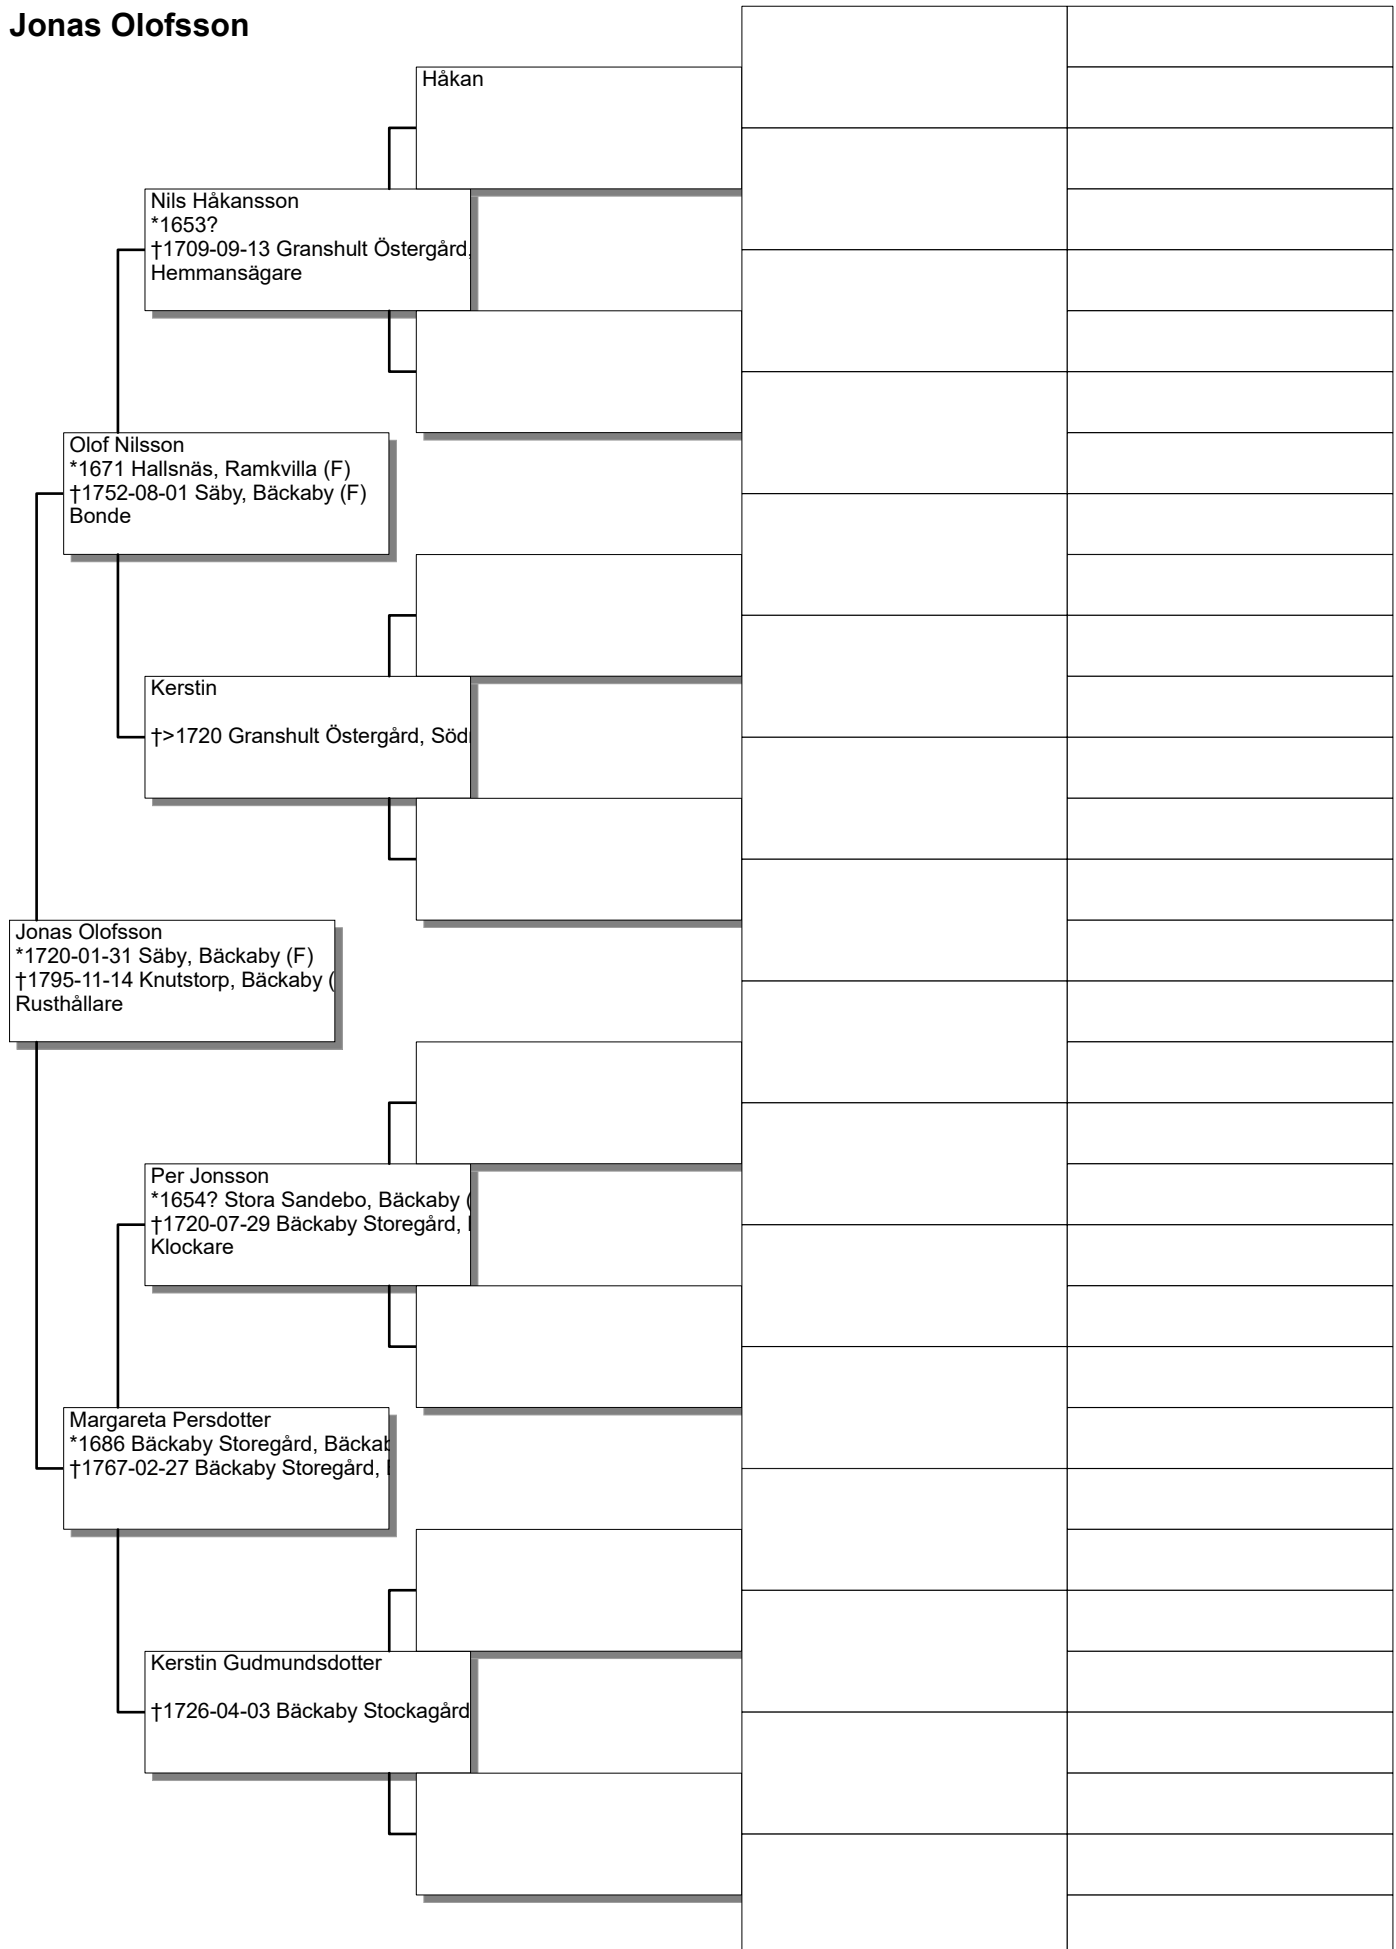 Jonas Olofsson
Håkan
Nils Håkansson
*1653?
†1709-09-13 Granshult Östergård,
Hemmansägare
Olof Nilsson
*1671 Hallsnäs, Ramkvilla (F)
†1752-08-01 Säby, Bäckaby (F)
Bonde
Kerstin
†>1720 Granshult Östergård,
Jonas Olofsson
*1720-01-31 Säby, Bäckaby (F)
†1795-11-14 Knutstorp, Bäckaby (
Rusthållare
Per Jonsson
*1654? Stora Sandebo, Bäckaby (
†1720-07-29 Bäckaby Storegård,
Klockare
Margareta Persdotter
*1686 Bäckaby Storegård,
†1767-02-27 Bäckaby Storegård,
Kerstin Gudmundsdotter
†1726-04-03 Bäckaby Stockagård